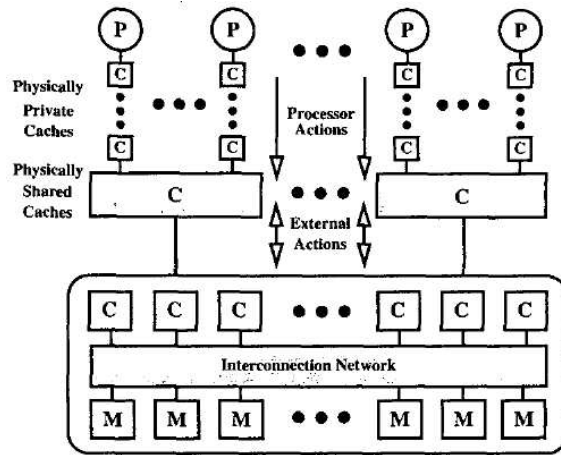 P P P P
C C C C
Physically
Private
Caches
Processor
Actions
C C C C
Physically
Shared
Caches
C C
External
Actions
C C C C C C
Interconnection Network
M M M M M M